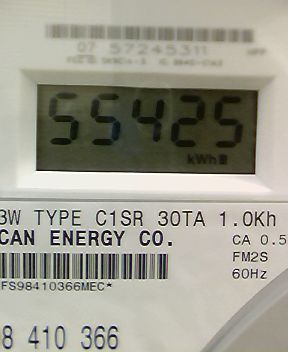 07 57245311
55425
kWh
3W TYPE C1SR 30TA 1.0Kh
CAN ENERGY CO.
CA 0.5
FM2S
60Hz
FS98410366MEC*
98 410 366